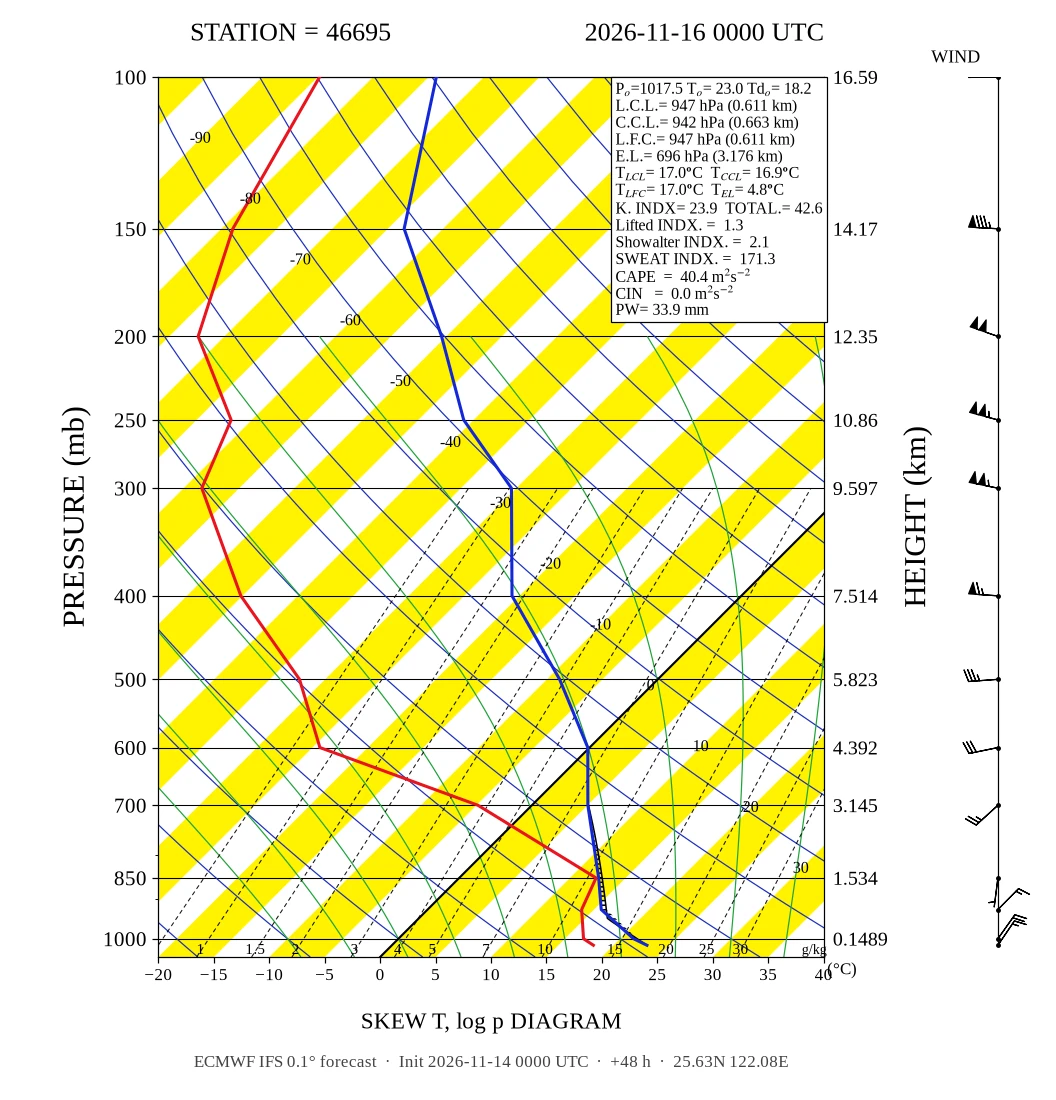 STATION = 46695 2026-11-16 0000 UTC
WIND
100 16.59
Pₒ=1017.5 Tₒ= 23.0 Tdₒ= 18.2
L.C.L.= 947 hPa (0.611 km)
C.C.L.= 942 hPa (0.663 km)
L.F.C.= 947 hPa (0.611 km)
E.L.= 696 hPa (3.176 km)
T_LCL= 17.0°C T_CCL= 16.9°C
T_LFC= 17.0°C T_EL= 4.8°C
K. INDX= 23.9 TOTAL.= 42.6
Lifted INDX. = 1.3
Showalter INDX. = 2.1
SWEAT INDX. = 171.3
CAPE = 40.4 m²s⁻²
CIN = 0.0 m²s⁻²
PW= 33.9 mm
-90
-80
150 14.17
-70
-60
200 12.35
-50
250 10.86
-40
300 9.597
-30
PRESSURE (mb)
HEIGHT (km)
-20
400 7.514
-10
500 5.823
0
600 10 4.392
700 20 3.145
30
850 1.534
1000 0.1489
1 1.5 2 3 4 5 7 10 15 20 25 30 g/kg
−20 −15 −10 −5 0 5 10 15 20 25 30 35 40 (°C)
SKEW T, log p DIAGRAM
ECMWF IFS 0.1° forecast · Init 2026-11-14 0000 UTC · +48 h · 25.63N 122.08E